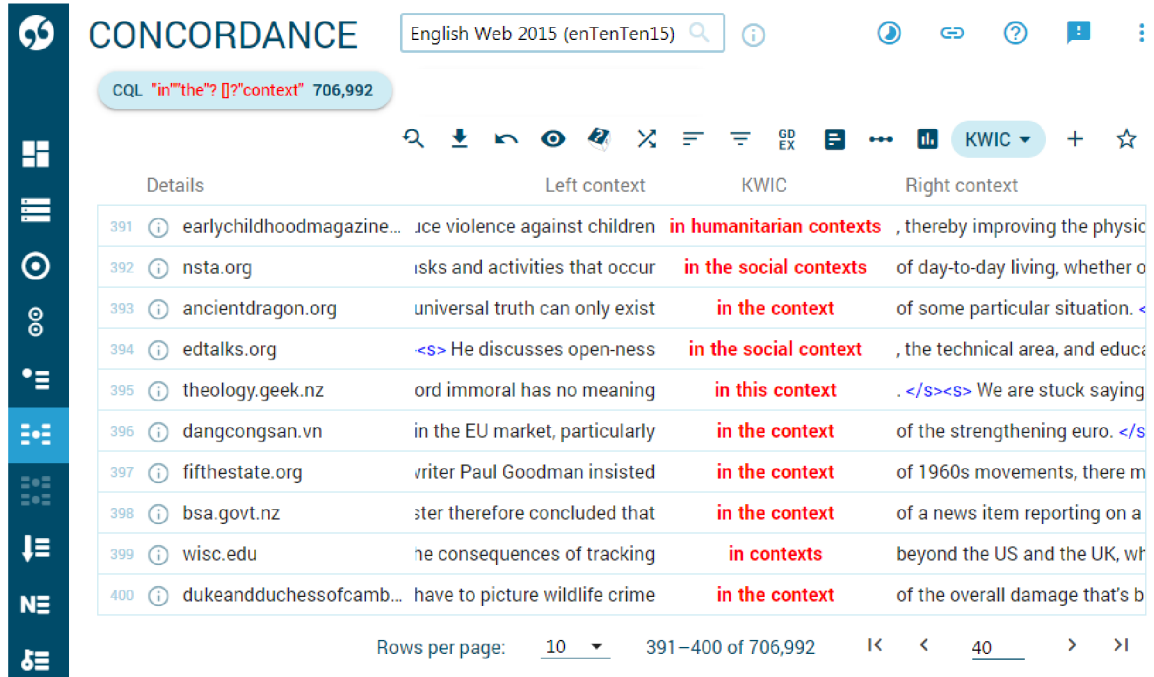 CONCORDANCE English Web 2015 (enTenTen15)
CQL "in""the"? []?"context" 706,992
GD EX KWIC
Details Left context KWIC Right context
391 earlychildhoodmagazine... uce violence against children in humanitarian contexts , thereby improving the physic
392 nsta.org asks and activities that occur in the social contexts of day-to-day living, whether o
393 ancientdragon.org universal truth can only exist in the context of some particular situation. <
394 edtalks.org <s> He discusses open-ness in the social context , the technical area, and educa
395 theology.geek.nz ord immoral has no meaning in this context . </s><s> We are stuck saying
396 dangcongsan.vn in the EU market, particularly in the context of the strengthening euro. </s
397 fifthestate.org writer Paul Goodman insisted in the context of 1960s movements, there m
398 bsa.govt.nz ster therefore concluded that in the context of a news item reporting on a
399 wisc.edu he consequences of tracking in contexts beyond the US and the UK, wh
400 dukeandduchessofcamb... have to picture wildlife crime in the context of the overall damage that's b
Rows per page: 10 391–400 of 706,992 40